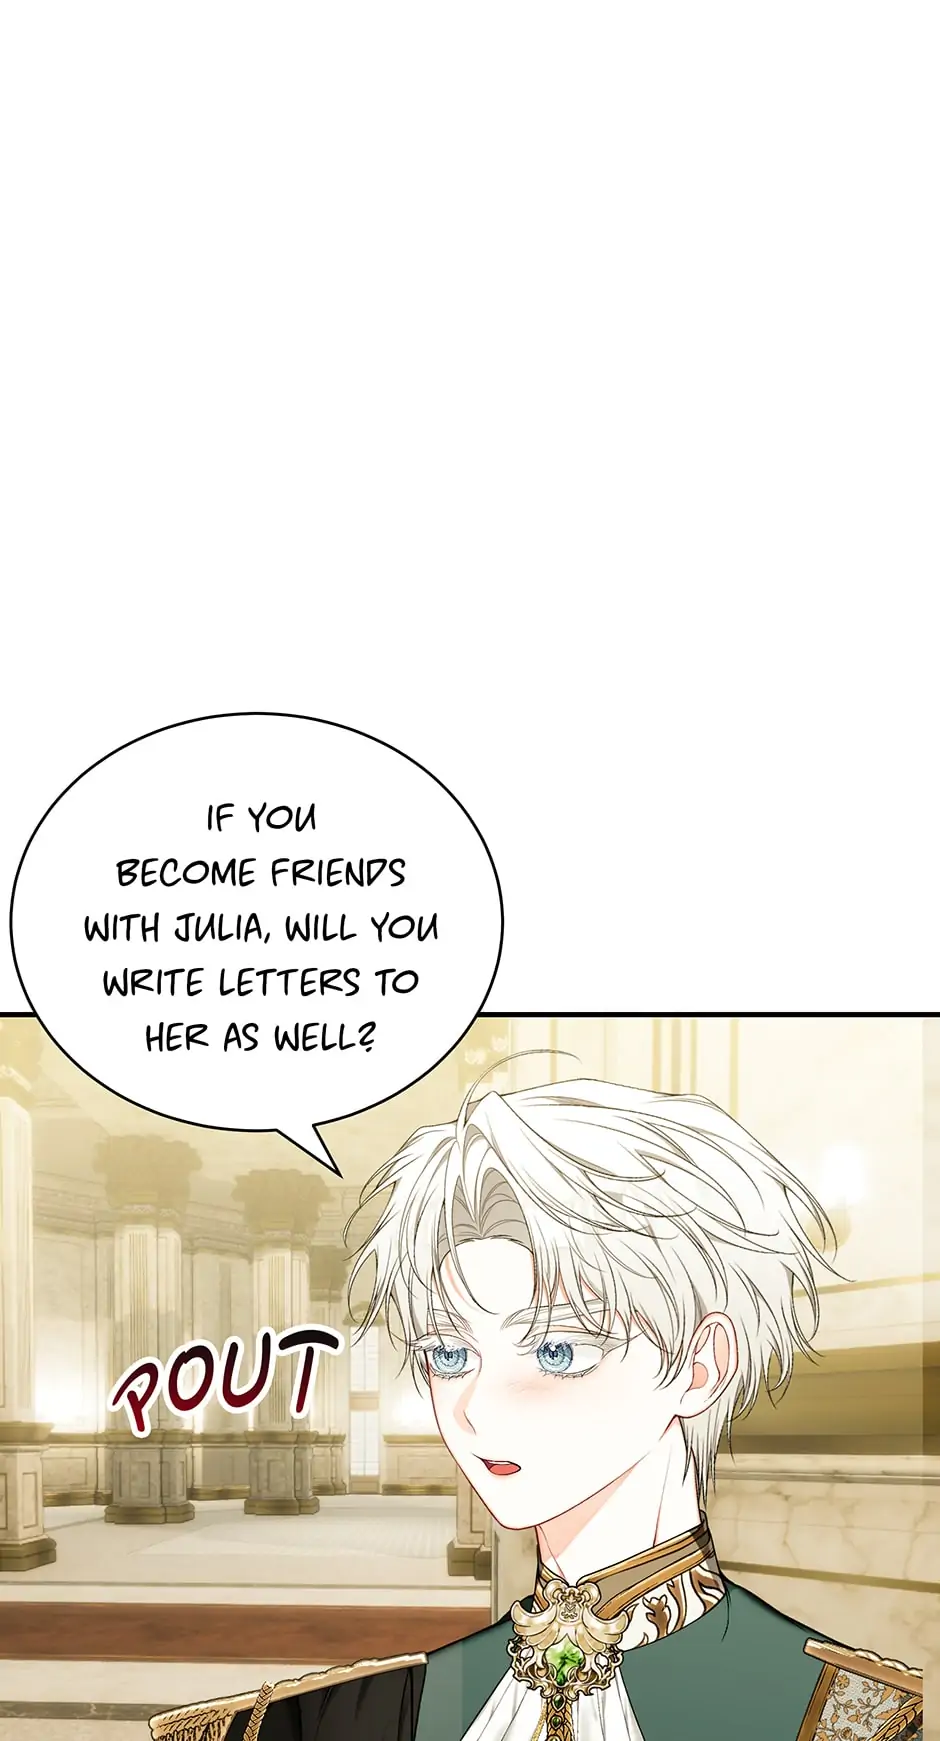 IF YOU
BECOME FRIENDS
WITH JULIA, WILL YOU
WRITE LETTERS TO
HER AS WELL?
POUT